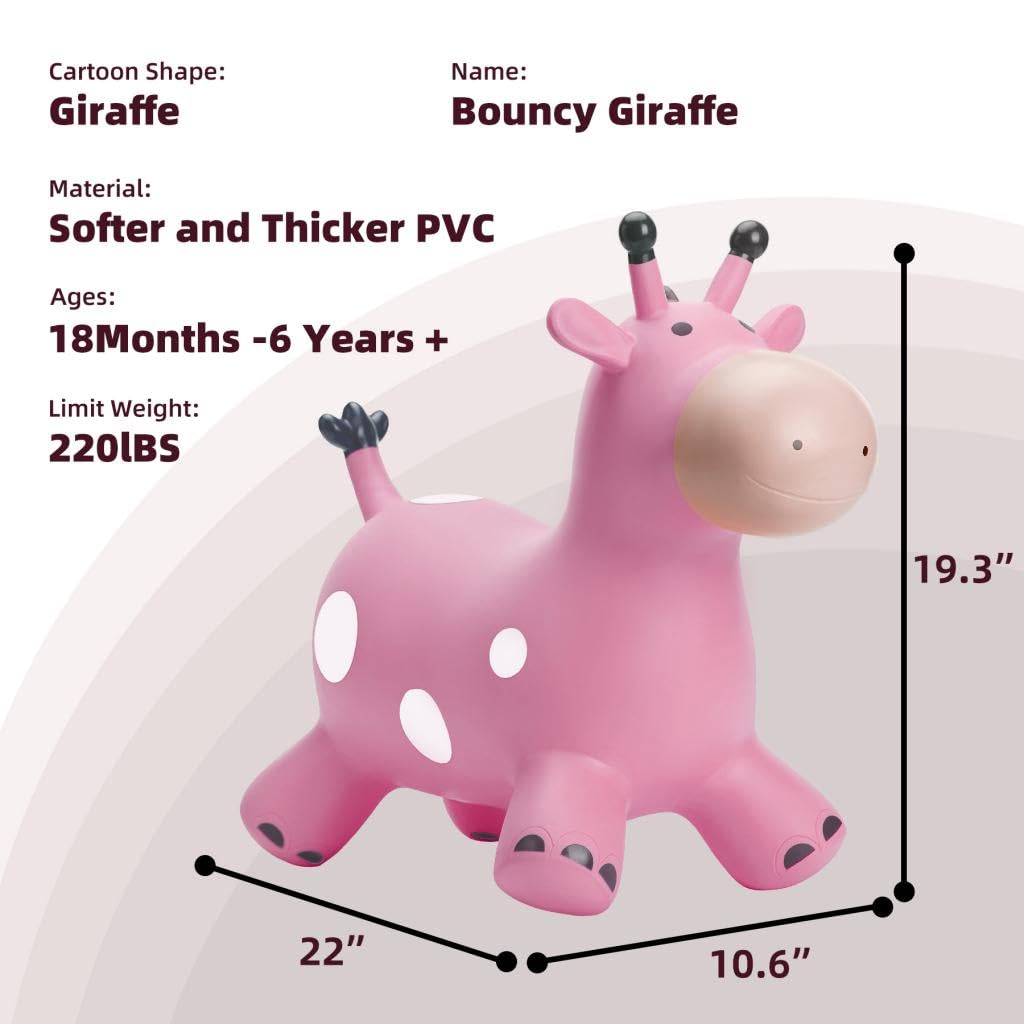 Cartoon Shape:
Giraffe
Name:
Bouncy Giraffe
Material:
Softer and Thicker PVC
Ages:
18Months -6 Years +
Limit Weight:
220lBS
19.3”
22”
10.6”